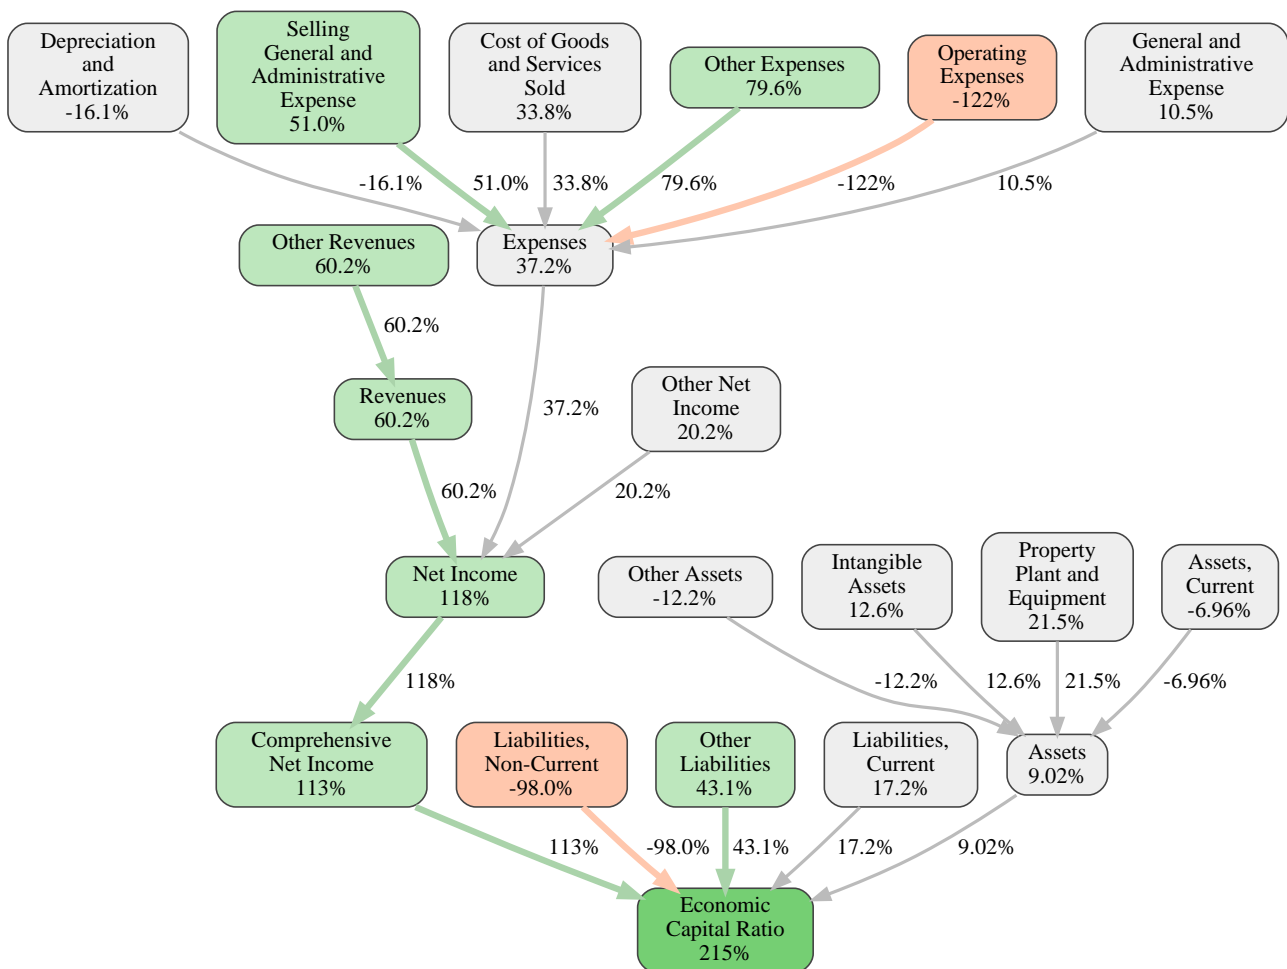 Depreciation
and
Amortization
-16.1%
Selling
General and
Administrative
Expense
51.0%
Cost of Goods
and Services
Sold
33.8%
Other Expenses
79.6%
Operating
Expenses
-122%
General and
Administrative
Expense
10.5%
-16.1%
51.0%
33.8%
79.6%
-122%
10.5%
Other Revenues
60.2%
Expenses
37.2%
60.2%
Revenues
60.2%
37.2%
Other Net
Income
20.2%
60.2%
20.2%
Net Income
118%
Other Assets
-12.2%
Intangible
Assets
12.6%
Property
Plant and
Equipment
21.5%
Assets,
Current
-6.96%
118%
-12.2%
12.6%
21.5%
-6.96%
Comprehensive
Net Income
113%
Liabilities,
Non-Current
-98.0%
Other
Liabilities
43.1%
Liabilities,
Current
17.2%
Assets
9.02%
113%
-98.0%
43.1%
17.2%
9.02%
Economic
Capital Ratio
215%